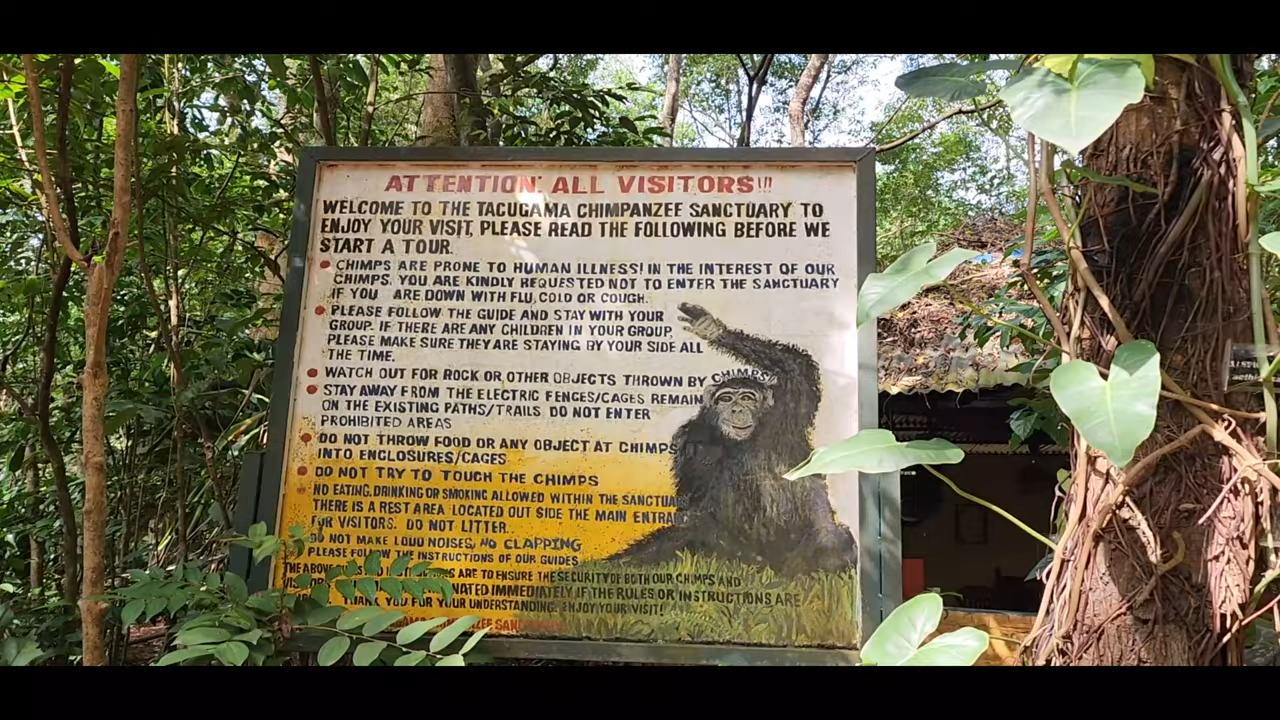 ATTENTION: ALL VISITORS!!!
WELCOME TO THE TACUGAMA CHIMPANZEE SANCTUARY TO
ENJOY YOUR VISIT, PLEASE READ THE FOLLOWING BEFORE WE
START A TOUR.
CHIMPS ARE PRONE TO HUMAN ILLNESS! IN THE INTEREST OF OUR
CHIMPS, YOU ARE KINDLY REQUESTED NOT TO ENTER THE SANCTUARY
IF YOU ARE DOWN WITH FLU, COLD OR COUGH.
PLEASE FOLLOW THE GUIDE AND STAY WITH YOUR
GROUP. IF THERE ARE ANY CHILDREN IN YOUR GROUP,
PLEASE MAKE SURE THEY ARE STAYING BY YOUR SIDE ALL
THE TIME.
WATCH OUT FOR ROCK OR OTHER OBJECTS THROWN BY CHIMPS!!
STAY AWAY FROM THE ELECTRIC FENCES/CAGES REMAIN
ON THE EXISTING PATHS/TRAILS. DO NOT ENTER
PROHIBITED AREAS
DO NOT THROW FOOD OR ANY OBJECT AT CHIMPS
INTO ENCLOSURES/CAGES
DO NOT TRY TO TOUCH THE CHIMPS
NO EATING, DRINKING OR SMOKING ALLOWED WITHIN THE SANCTUAR
THERE IS A REST AREA LOCATED OUT SIDE THE MAIN ENTRAN
FOR VISITORS. DO NOT LITTER.
DO NOT MAKE LOUD NOISES, NO CLAPPING
PLEASE FOLLOW THE INSTRUCTIONS OF OUR GUIDES
THE ABOVE ARE TO ENSURE THE SECURITY OF BOTH OUR CHIMPS AND
IMMEDIATELY IF THE RULES OR INSTRUCTIONS ARE
THANK YOU FOR YOUR UNDERSTANDING. ENJOY YOUR VISIT!